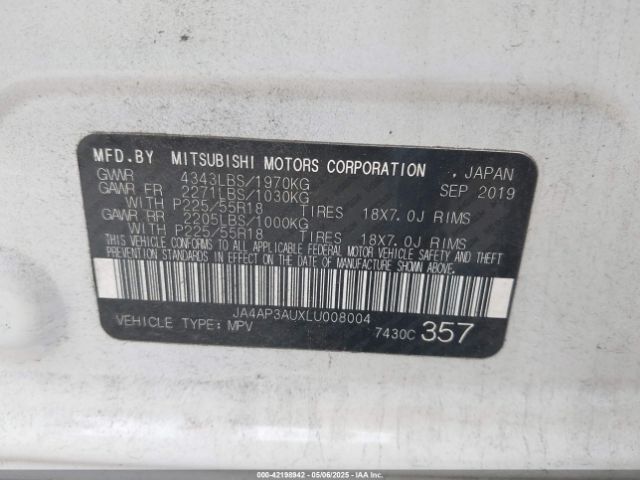 MFD.BY MITSUBISHI MOTORS CORPORATION , JAPAN
GVWR 4343LBS/1970KG SEP 2019
GAWR FR 2271LBS/1030KG
WITH P225/55R18 TIRES 18X7.0J RIMS
GAWR RR 2205LBS/1000KG
WITH P225/55R18 TIRES 18X7.0J RIMS
THIS VEHICLE CONFORMS TO ALL APPLICABLE FEDERAL MOTOR VEHICLE SAFETY AND THEFT
PREVENTION STANDARDS IN EFFECT ON THE DATE OF MANUFACTURE SHOWN ABOVE.
JA4AP3AUXLU008004
VEHICLE TYPE: MPV 7430C 357
000-42198942 - 05/06/2025 - IAAI.CA